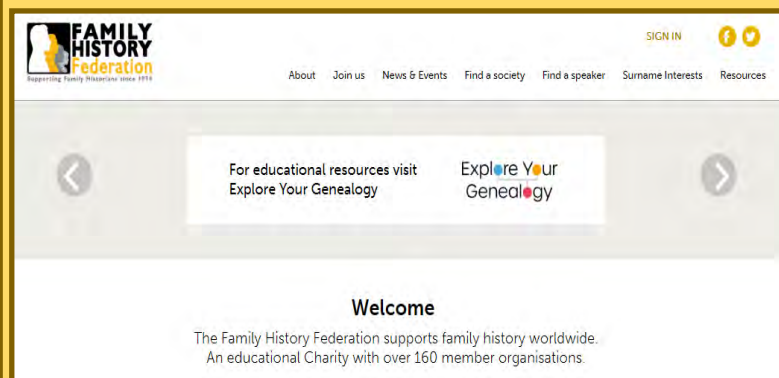 FAMILY
HISTORY
Federation
Supporting Family Historians since 1974
SIGN IN
About Join us News & Events Find a society Find a speaker Surname Interests Resources
For educational resources visit
Explore Your Genealogy
Explore Your
Genealogy
Welcome
The Family History Federation supports family history worldwide.
An educational Charity with over 160 member organisations.